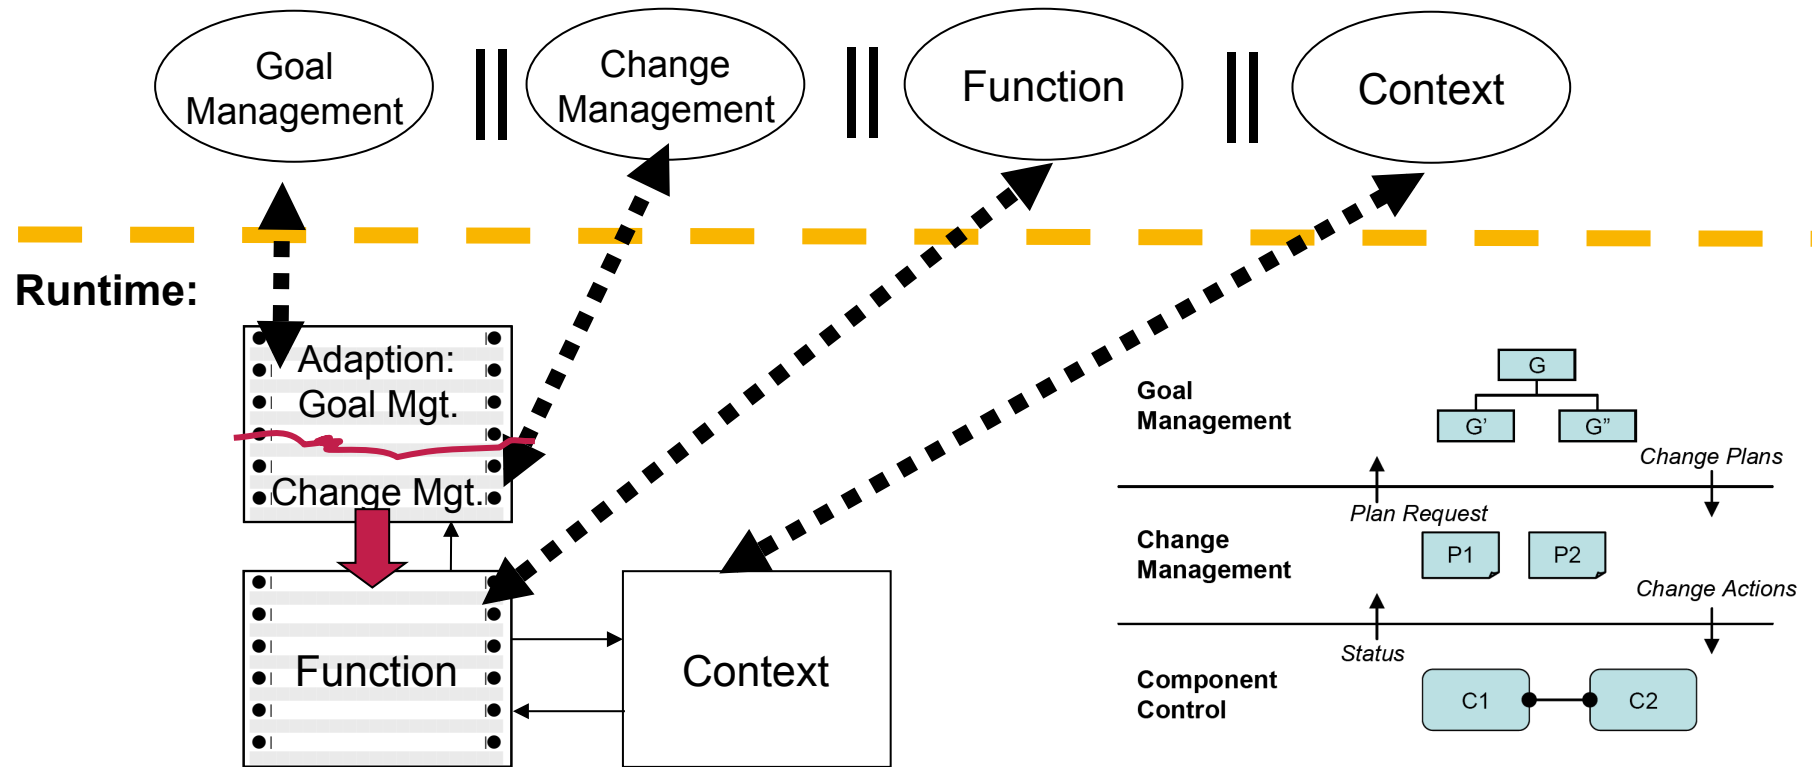 Goal
Management
Change
Management
Function
Context
Runtime:
Adaption:
Goal Mgt.
Change Mgt.
Function
Context
Goal
Management
G
G'
G"
Change Plans
Plan Request
Change
Management
P1
P2
Change Actions
Status
Component
Control
C1
C2